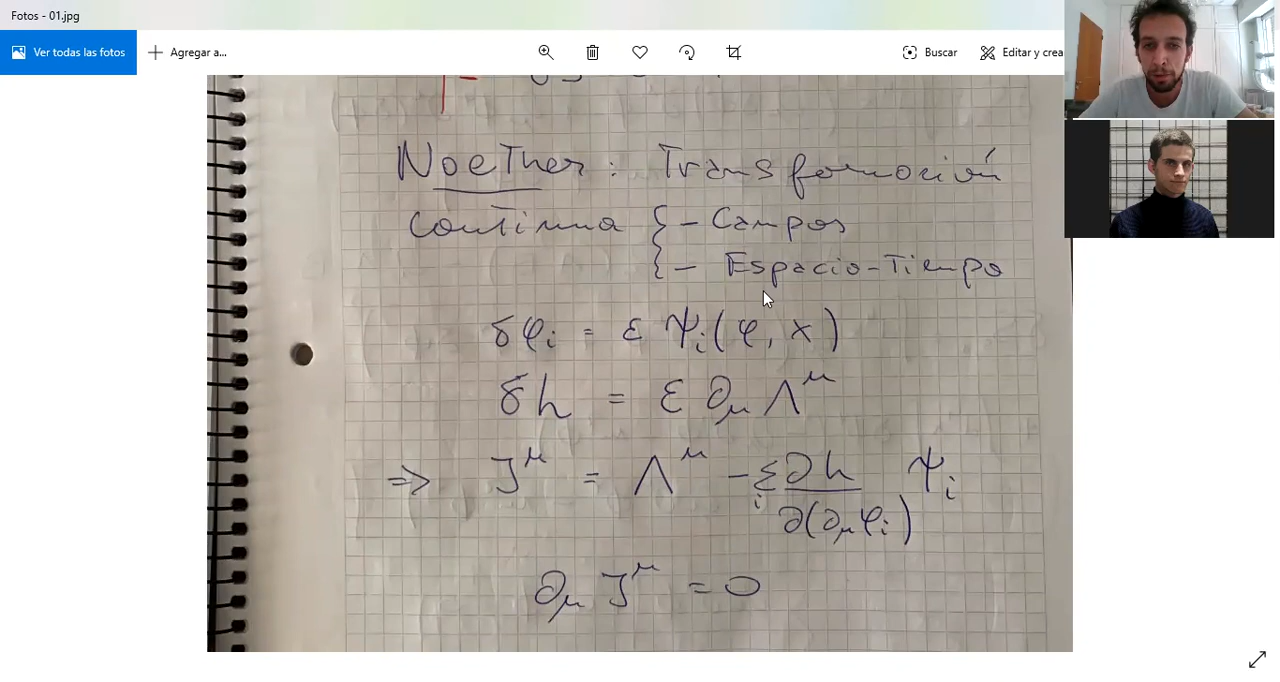 Fotos - 01.jpg
Ver todas las fotos
Agregar a...
Buscar
Editar y crea
Noether: Transformación
continua { - Campos
{ - Espacio-Tiempo
δφi = ε Ψi(φ, x)
δh = ε ∂μ Λ^μ
=> J^μ = Λ^μ - Σi ∂h / ∂(∂μφi) Ψi
∂μ J^μ = 0